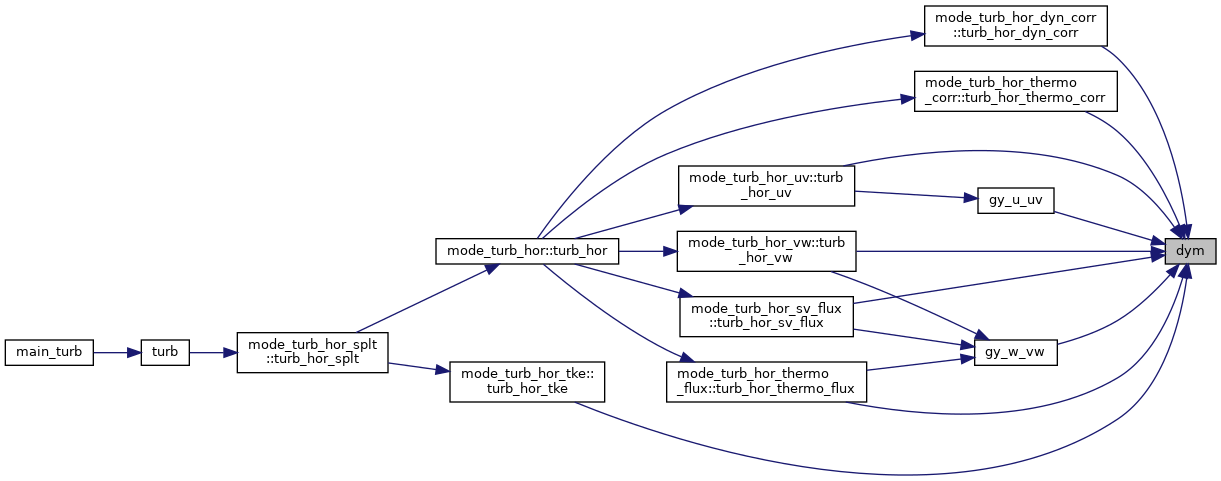 mode_turb_hor_dyn_corr
::turb_hor_dyn_corr
mode_turb_hor_thermo
_corr::turb_hor_thermo_corr
mode_turb_hor_uv::turb
_hor_uv
gy_u_uv
mode_turb_hor::turb_hor
mode_turb_hor_vw::turb
_hor_vw
dym
mode_turb_hor_sv_flux
::turb_hor_sv_flux
main_turb
turb
mode_turb_hor_splt
::turb_hor_splt
gy_w_vw
mode_turb_hor_tke::
turb_hor_tke
mode_turb_hor_thermo
_flux::turb_hor_thermo_flux